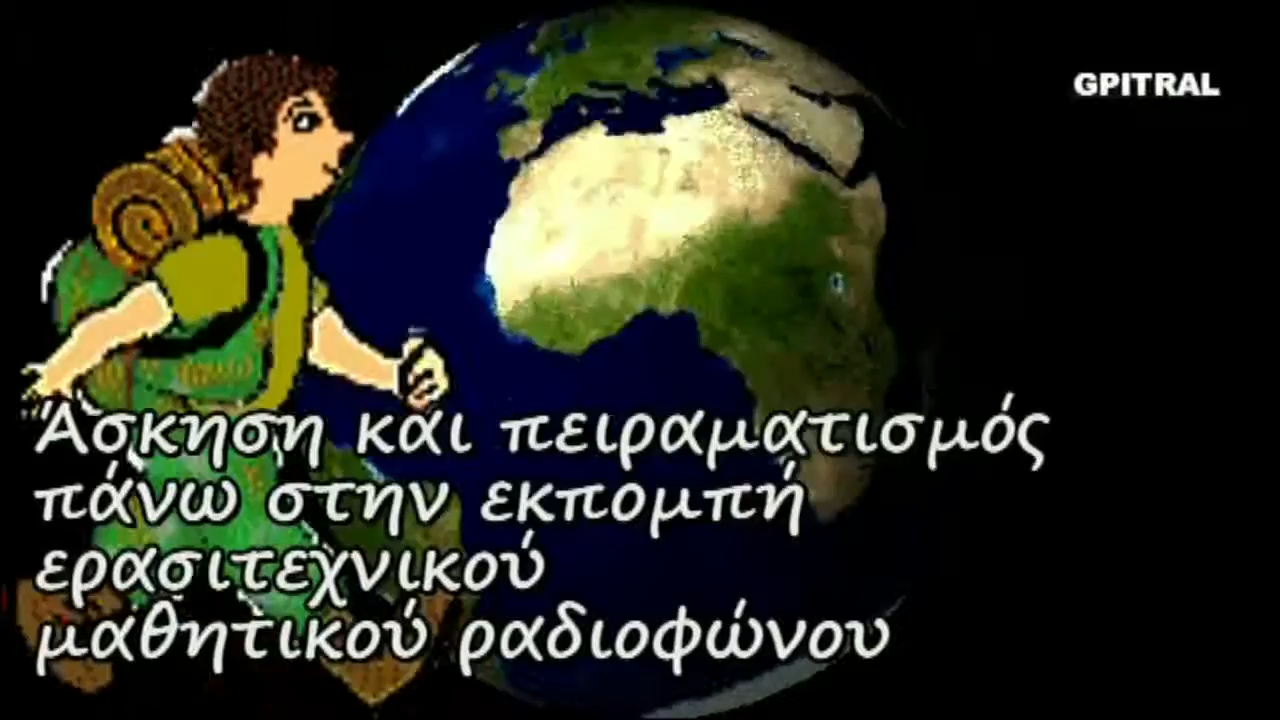 GPITRAL
Άσκηση και πειραματισμός
πάνω στην εκπομπή
ερασιτεχνικού
μαθητικού ραδιοφώνου